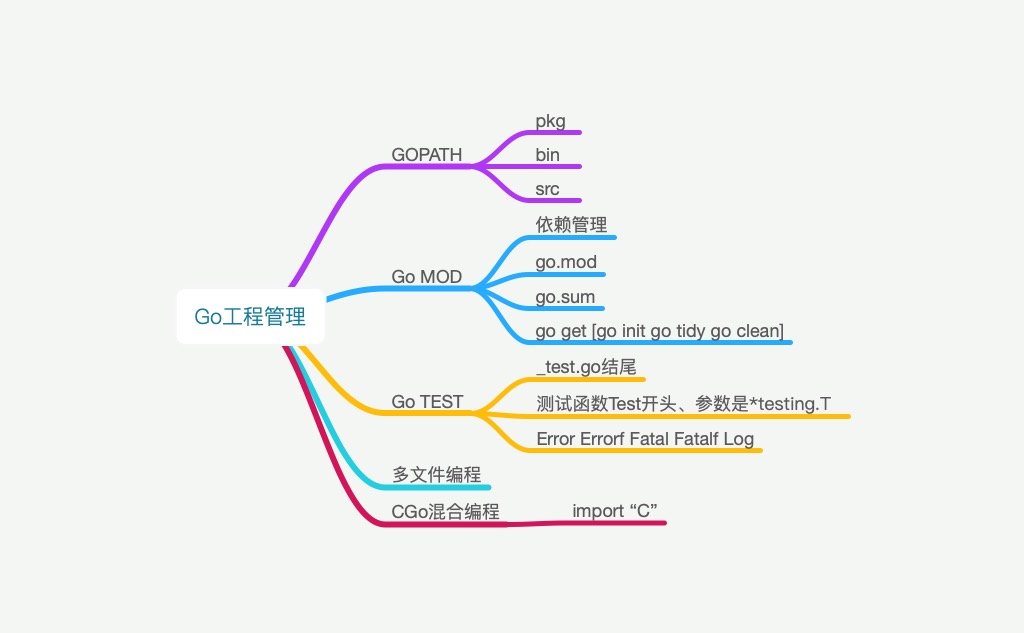 Go工程管理
GOPATH
pkg
bin
src
Go MOD
依赖管理
go.mod
go.sum
go get [go init go tidy go clean]
Go TEST
_test.go结尾
测试函数Test开头、参数是*testing.T
Error Errorf Fatal Fatalf Log
多文件编程
CGo混合编程
import “C”